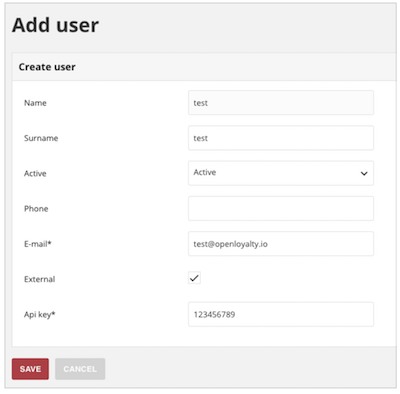 Add user
Create user
Name test
Surname test
Active Active
Phone
E-mail* test@openloyalty.io
External
Api key* 123456789
SAVE CANCEL